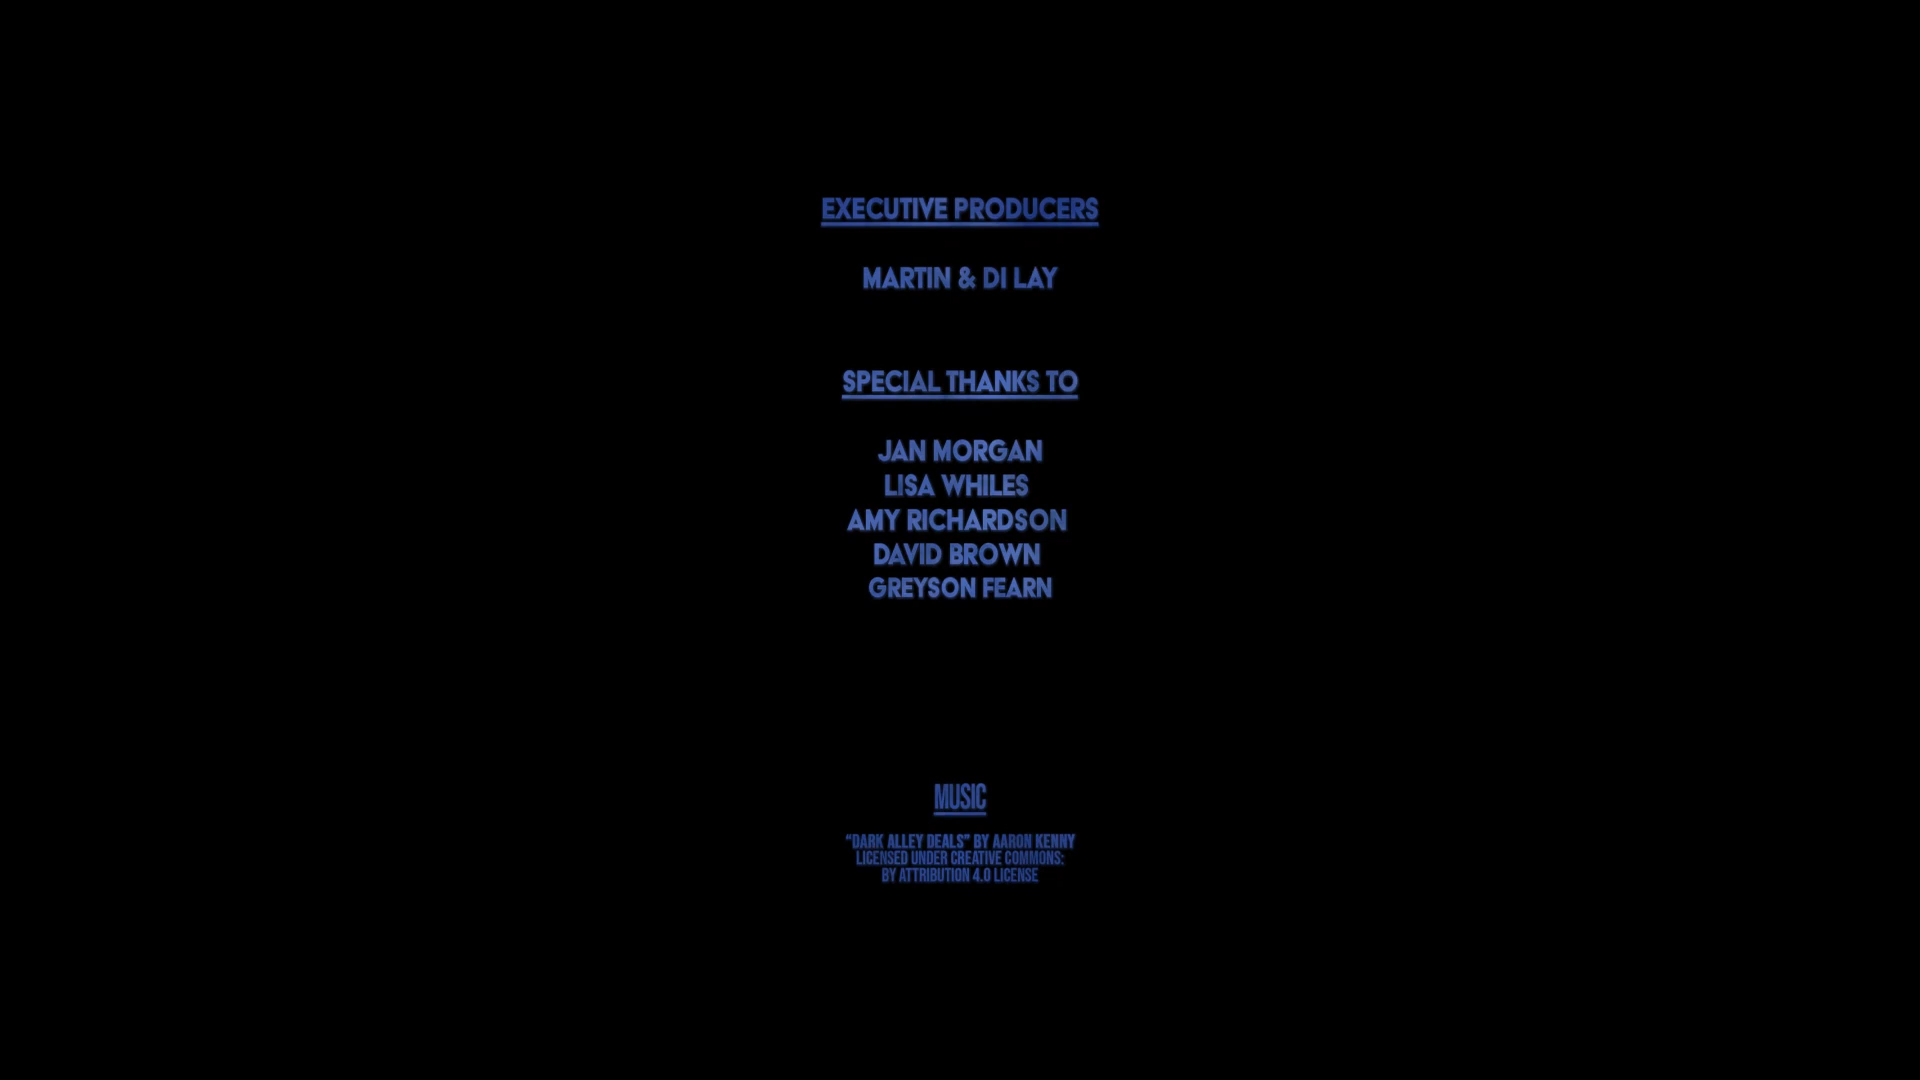 EXECUTIVE PRODUCERS
MARTIN & DI LAY
SPECIAL THANKS TO
JAN MORGAN
LISA WHILES
AMY RICHARDSON
DAVID BROWN
GREYSON FEARN
MUSIC
“DARK ALLEY DEALS” BY AARON KENNY
LICENSED UNDER CREATIVE COMMONS:
BY ATTRIBUTION 4.0 LICENSE